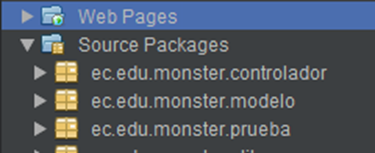 Web Pages
Source Packages
ec.edu.monster.controlador
ec.edu.monster.modelo
ec.edu.monster.prueba